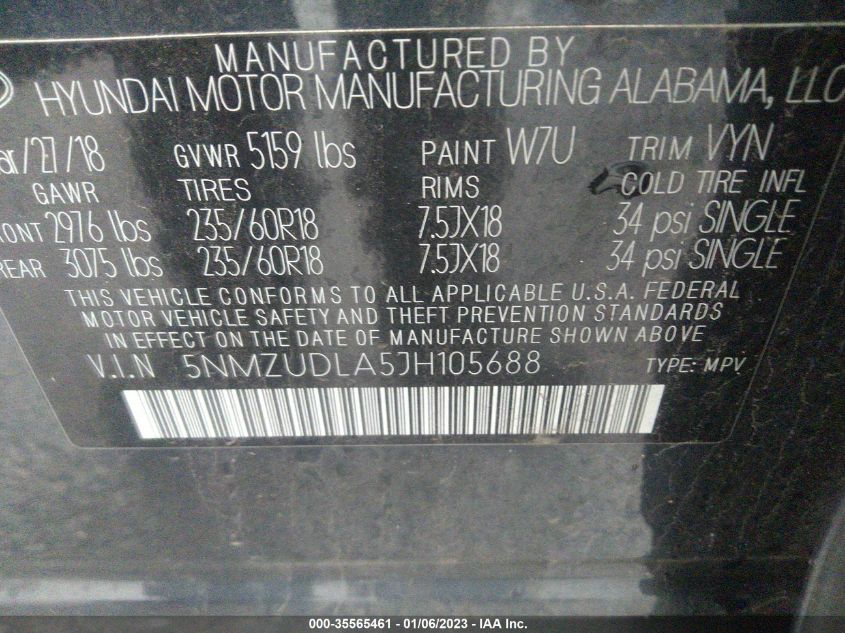 MANUFACTURED BY
HYUNDAI MOTOR MANUFACTURING ALABAMA, LLC
ar/27/18 GVWR 5159 lbs PAINT W7U TRIM VYN
GAWR TIRES RIMS COLD TIRE INFL
RONT 2976 lbs 235/60R18 7.5JX18 34 psi SINGLE
REAR 3075 lbs 235/60R18 7.5JX18 34 psi SINGLE
THIS VEHICLE CONFORMS TO ALL APPLICABLE U.S.A. FEDERAL
MOTOR VEHICLE SAFETY AND THEFT PREVENTION STANDARDS
IN EFFECT ON THE DATE OF MANUFACTURE SHOWN ABOVE
V.I.N 5NMZUDLA5JH105688 TYPE: MPV
000-35565461 - 01/06/2023 - IAA Inc.